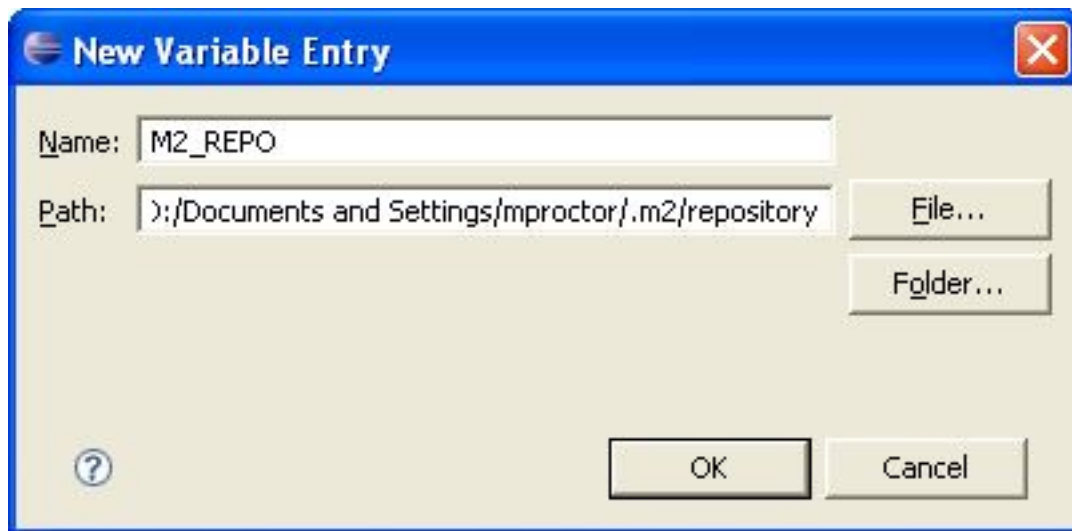 New Variable Entry
Name: M2_REPO
Path: :/Documents and Settings/mproctor/.m2/repository File...
Folder...
? OK Cancel